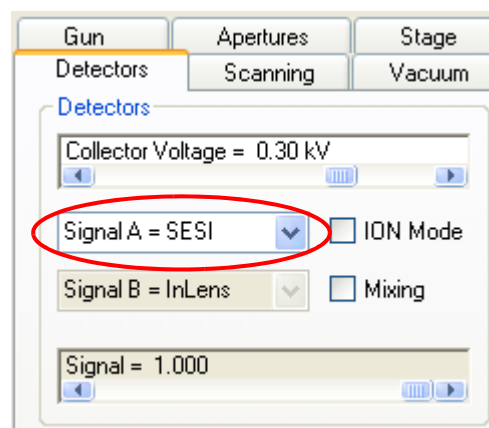 Gun Apertures Stage
Detectors Scanning Vacuum
Detectors
Collector Voltage = 0.30 kV
Signal A = SESI ION Mode
Signal B = InLens Mixing
Signal = 1.000